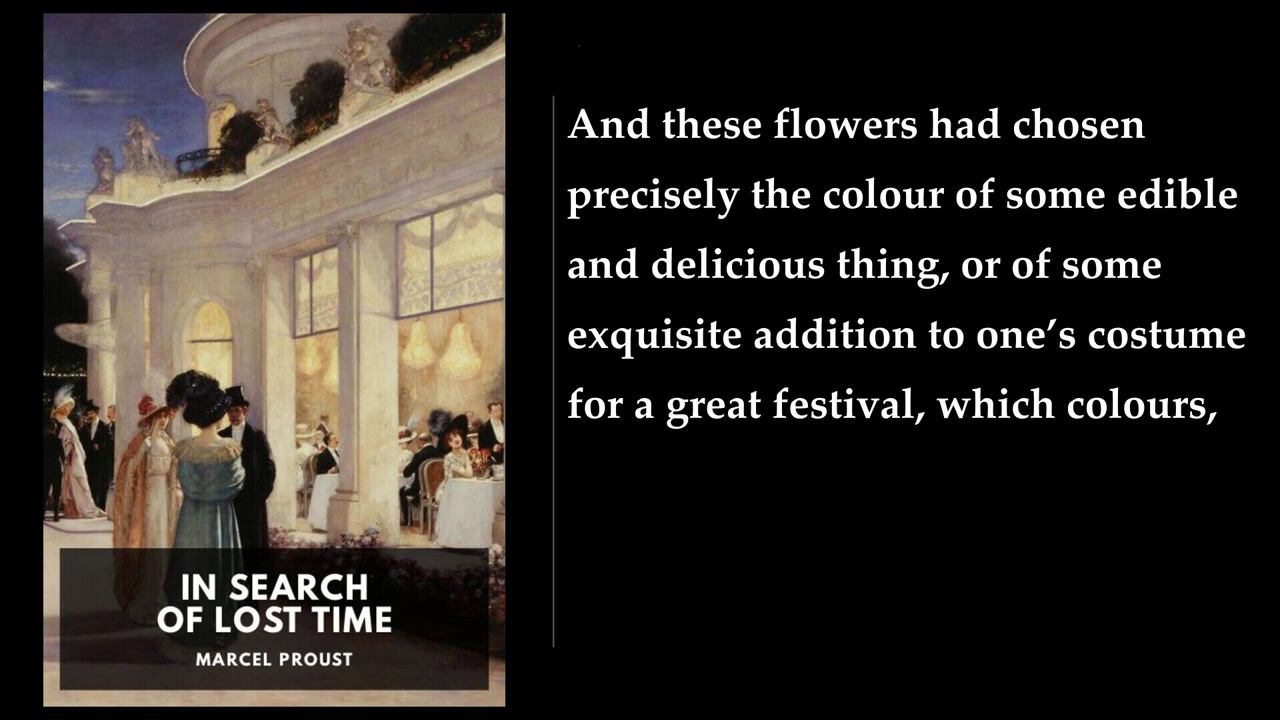 And these flowers had chosen
precisely the colour of some edible
and delicious thing, or of some
exquisite addition to one’s costume
for a great festival, which colours,
IN SEARCH
OF LOST TIME
MARCEL PROUST